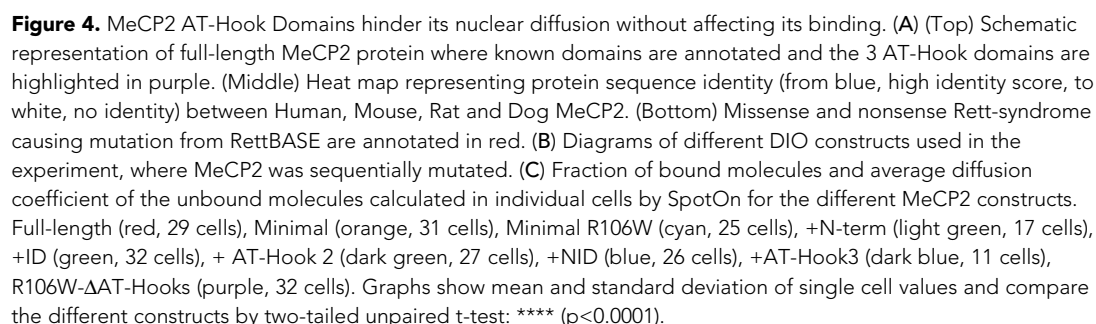 Figure 4. MeCP2 AT-Hook Domains hinder its nuclear diffusion without affecting its binding. (A) (Top) Schematic
representation of full-length MeCP2 protein where known domains are annotated and the 3 AT-Hook domains are
highlighted in purple. (Middle) Heat map representing protein sequence identity (from blue, high identity score, to
white, no identity) between Human, Mouse, Rat and Dog MeCP2. (Bottom) Missense and nonsense Rett-syndrome
causing mutation from RettBASE are annotated in red. (B) Diagrams of different DIO constructs used in the
experiment, where MeCP2 was sequentially mutated. (C) Fraction of bound molecules and average diffusion
coefficient of the unbound molecules calculated in individual cells by SpotOn for the different MeCP2 constructs.
Full-length (red, 29 cells), Minimal (orange, 31 cells), Minimal R106W (cyan, 25 cells), +N-term (light green, 17 cells),
+ID (green, 32 cells), + AT-Hook 2 (dark green, 27 cells), +NID (blue, 26 cells), +AT-Hook3 (dark blue, 11 cells),
R106W-ΔAT-Hooks (purple, 32 cells). Graphs show mean and standard deviation of single cell values and compare
the different constructs by two-tailed unpaired t-test: **** (p<0.0001).